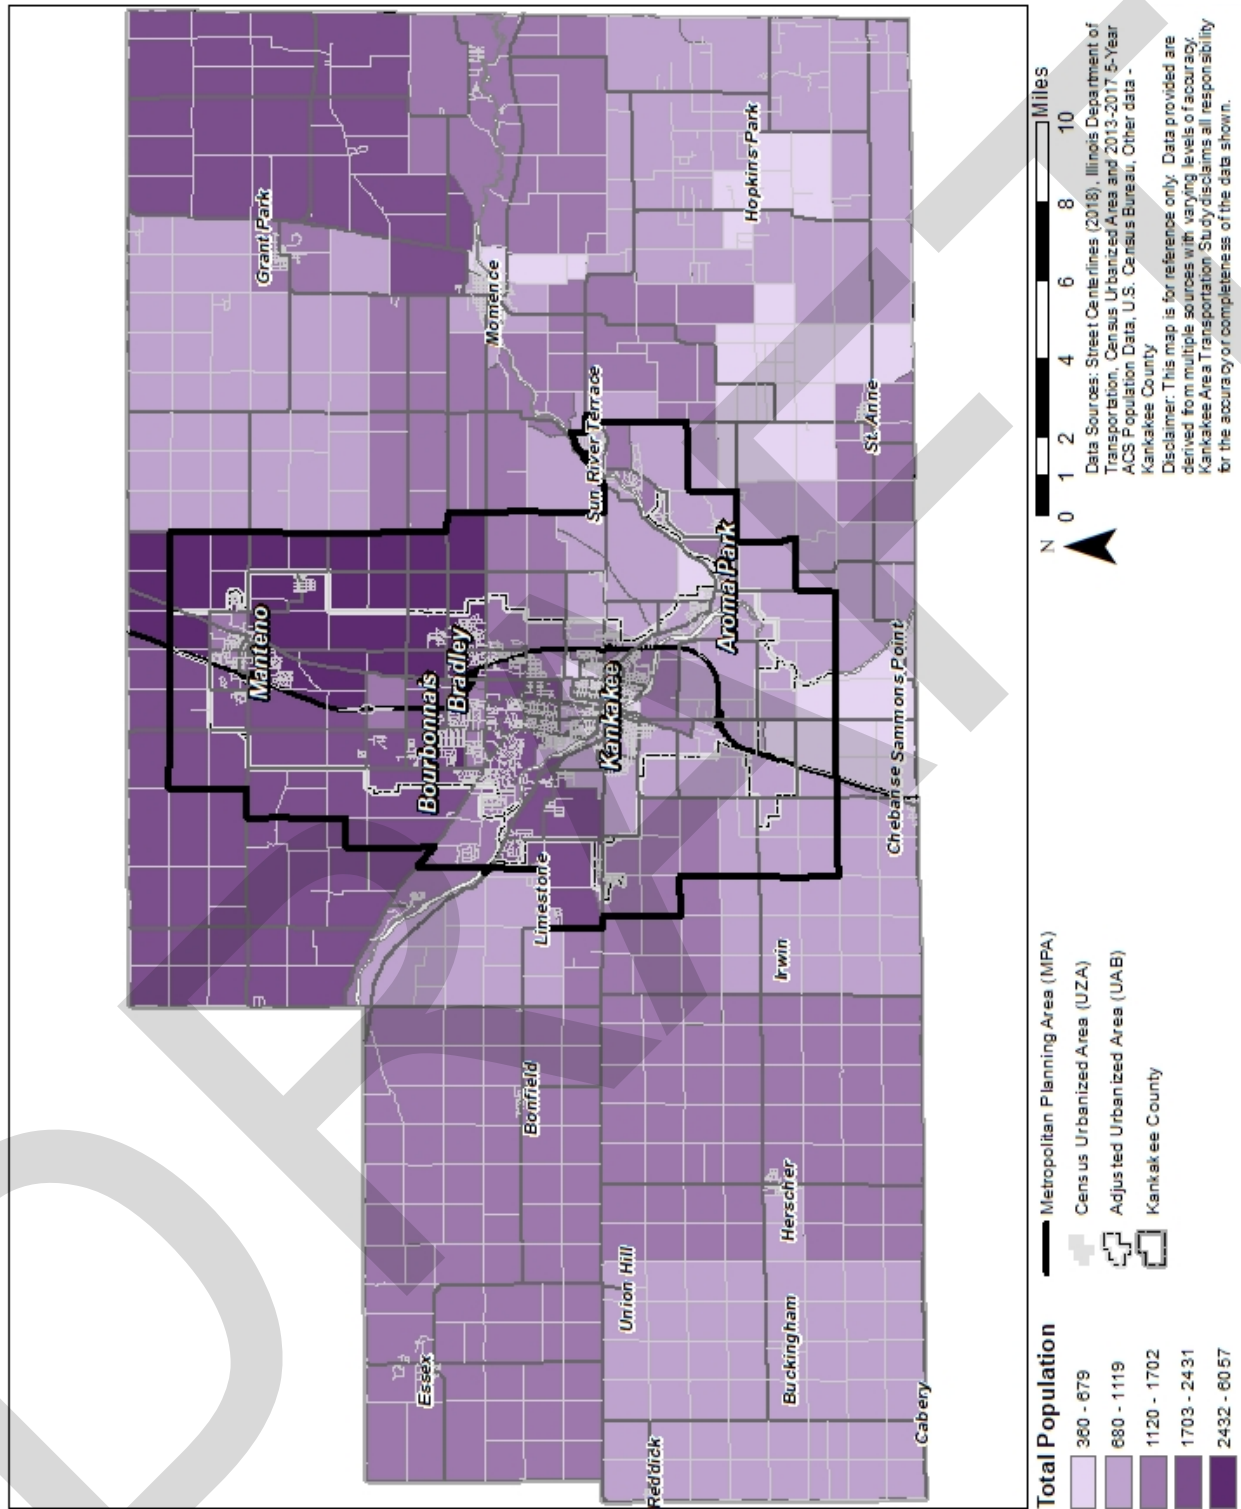 Grant Park
Manteno
Momence
Hopkins Park
Bourbonnais
Bradley
Sun River Terrace
Limestone
Kankakee
Aroma Park
St. Anne
Chebanse Sammons Point
Irwin
Bonfield
Herscher
Essex
Union Hill
Buckingham
Reddick
Cabery
Total Population
360 - 679
680 - 1119
1120 - 1702
1703 - 2431
2432 - 6057
Metropolitan Planning Area (MPA)
Census Urbanized Area (UZA)
Adjusted Urbanized Area (UAB)
Kankakee County
N
0 1 2 4 6 8 10
Miles
Data Sources: Street Centerlines (2018), Illinois Department of
Transportation, Census Urbanized Area and 2013-2017 5-Year
ACS Population Data, U.S. Census Bureau, Other data -
Kankakee County
Disclaimer: This map is for reference only. Data provided are
derived from multiple sources with varying levels of accuracy.
Kankakee Area Transportation Study disclaims all responsibility
for the accuracy or completeness of the data shown.
DRAFT